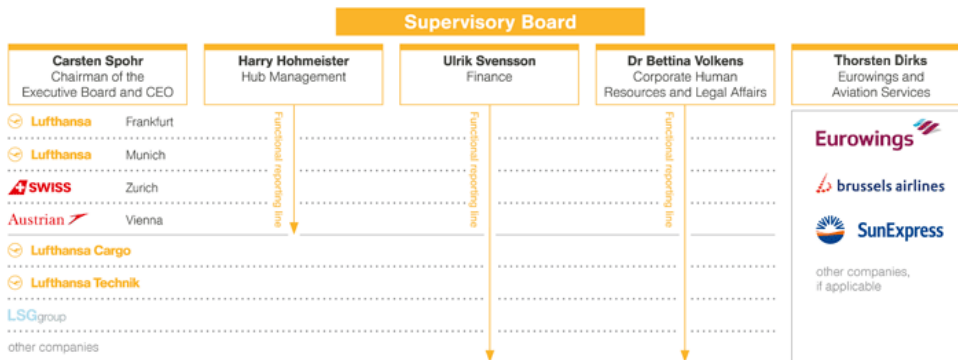 Supervisory Board
Carsten Spohr
Chairman of the
Executive Board and CEO
Harry Hohmeister
Hub Management
Ulrik Svensson
Finance
Dr Bettina Volkens
Corporate Human
Resources and Legal Affairs
Thorsten Dirks
Eurowings and
Aviation Services
Lufthansa Frankfurt
Lufthansa Munich
SWISS Zurich
Austrian Vienna
Lufthansa Cargo
Lufthansa Technik
LSGgroup
other companies
Functional reporting line
Functional reporting line
Functional reporting line
Eurowings
brussels airlines
SunExpress
other companies,
if applicable